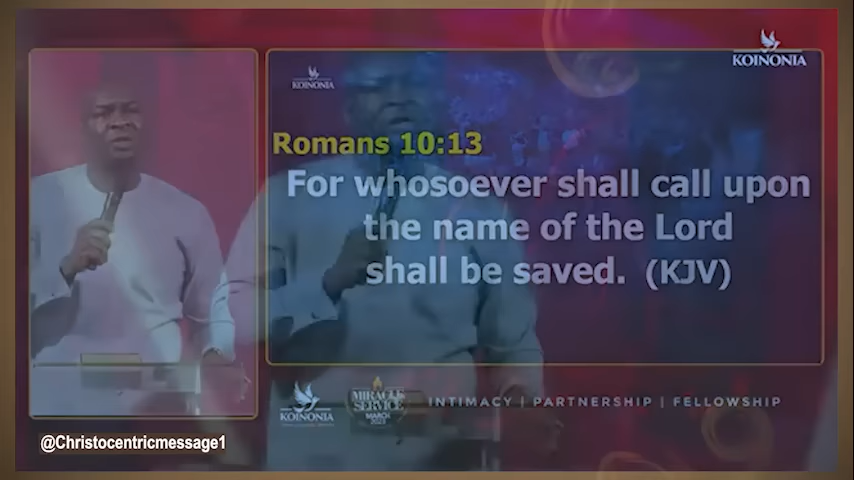 KOINONIA
KOINONIA
Romans 10:13
For whosoever shall call upon
the name of the Lord
shall be saved. (KJV)
KOINONIA
MIRACLE
SERVICE
MARCH
2023
INTIMACY | PARTNERSHIP | FELLOWSHIP
@Christocentricmessage1